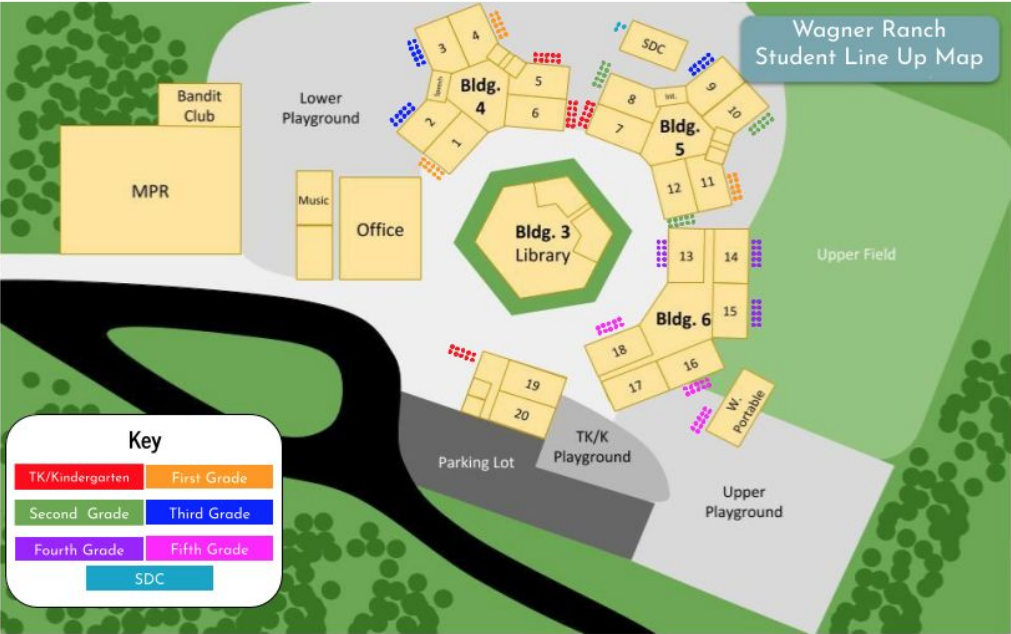 Wagner Ranch
Student Line Up Map
SDC
3
4
Speech
Bldg.
4
5
6
2
1
8
Int.
9
10
7
Bldg.
5
12
11
Bandit
Club
Lower
Playground
MPR
Music
Office
Bldg. 3
Library
13
14
Upper Field
15
Bldg. 6
18
16
17
W.
Portable
19
20
TK/K
Playground
Parking Lot
Upper
Playground
Key
TK/Kindergarten
First Grade
Second Grade
Third Grade
Fourth Grade
Fifth Grade
SDC